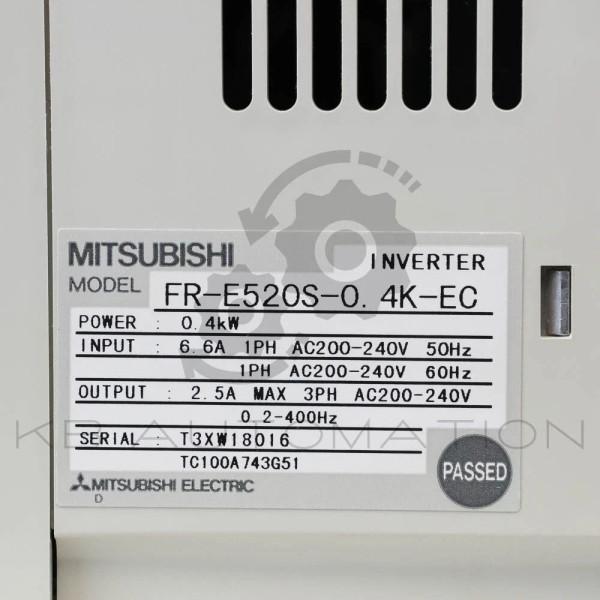 MITSUBISHI
INVERTER
MODEL FR-E520S-0.4K-EC
POWER : 0.4kW
INPUT : 6.6A 1PH AC200-240V 50Hz
1PH AC200-240V 60Hz
OUTPUT : 2.5A MAX 3PH AC200-240V
0.2-400Hz
KB AUTOMATION
SERIAL : T3XW18016
TC100A743G51
PASSED
MITSUBISHI ELECTRIC
D